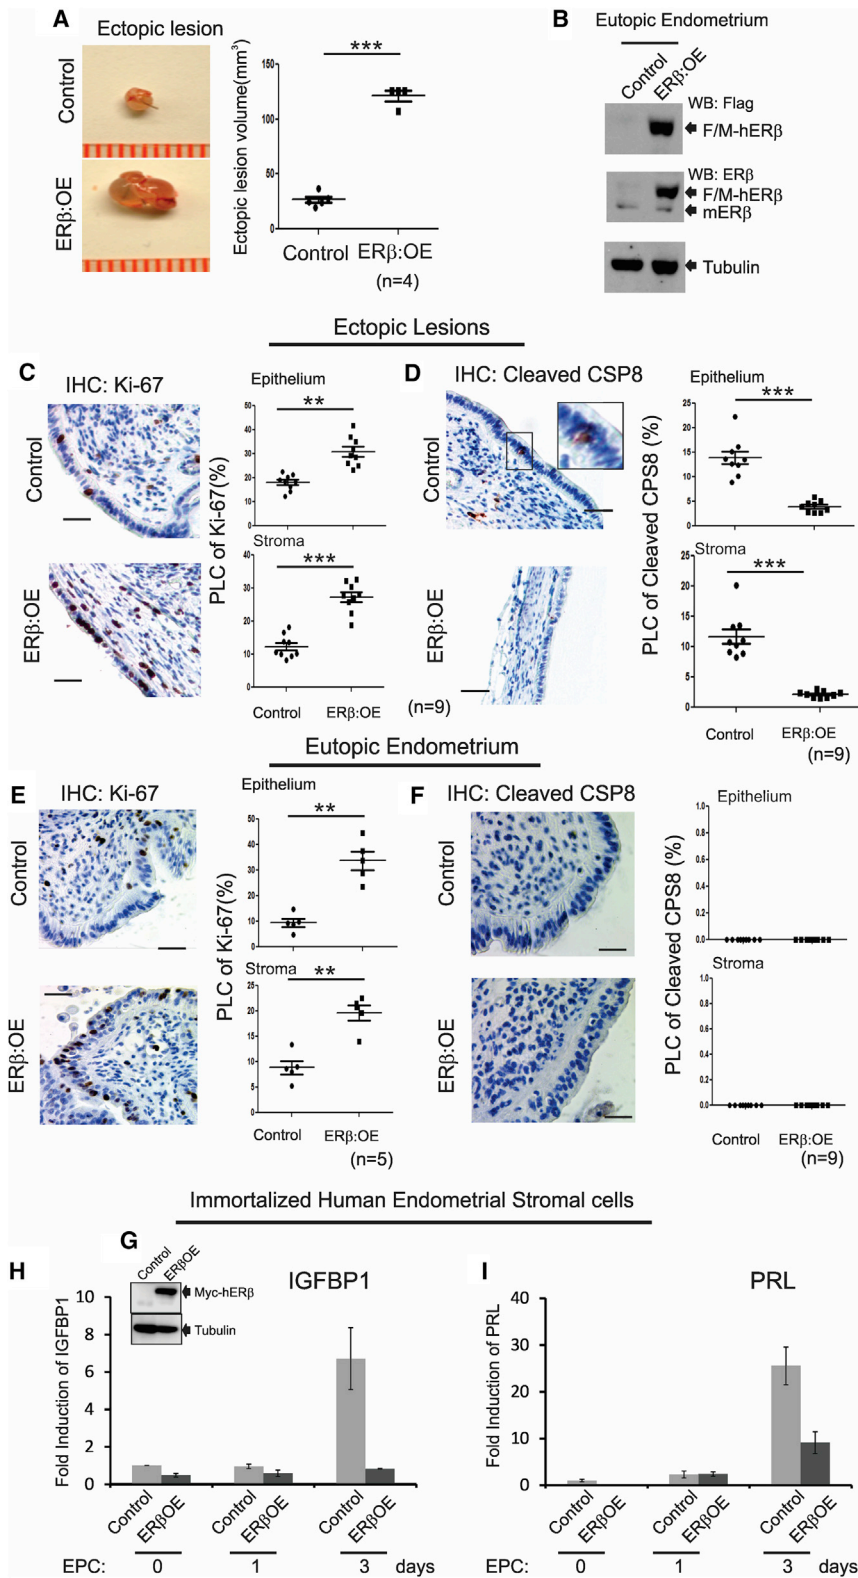 A
Ectopic lesion
Control
ERβ:OE
Ectopic lesion volume(mm³)
150
100
50
0
***
Control ERβ:OE
(n=4)
B
Eutopic Endometrium
Control
ERβ:OE
WB: Flag
F/M-hERβ
WB: ERβ
F/M-hERβ
mERβ
Tubulin
Ectopic Lesions
C
IHC: Ki-67
Control
ERβ:OE
PLC of Ki-67(%)
Epithelium
**
50
40
30
20
10
0
Stroma
***
40
30
20
10
0
Control ERβ:OE
(n=9)
D
IHC: Cleaved CSP8
Control
ERβ:OE
PLC of Cleaved CPS8 (%)
Epithelium
***
25
20
15
10
5
0
Stroma
***
25
20
15
10
5
0
Control ERβ:OE
(n=9)
Eutopic Endometrium
E
IHC: Ki-67
Control
ERβ:OE
PLC of Ki-67(%)
Epithelium
**
50
40
30
20
10
0
Stroma
**
25
20
15
10
5
0
Control ERβ:OE
(n=5)
F
IHC: Cleaved CSP8
Control
ERβ:OE
PLC of Cleaved CPS8 (%)
Epithelium
1.0
0.8
0.6
0.4
0.2
0.0
Stroma
1.0
0.8
0.6
0.4
0.2
0.0
Control ERβ:OE
(n=9)
Immortalized Human Endometrial Stromal cells
G
Control
ERβOE
Myc-hERβ
Tubulin
H
IGFBP1
Fold Induction of IGFBP1
10
8
6
4
2
0
Control ERβOE Control ERβOE Control ERβOE
EPC: 0 1 3 days
I
PRL
Fold Induction of PRL
40
30
20
10
0
Control ERβOE Control ERβOE Control ERβOE
EPC: 0 1 3 days